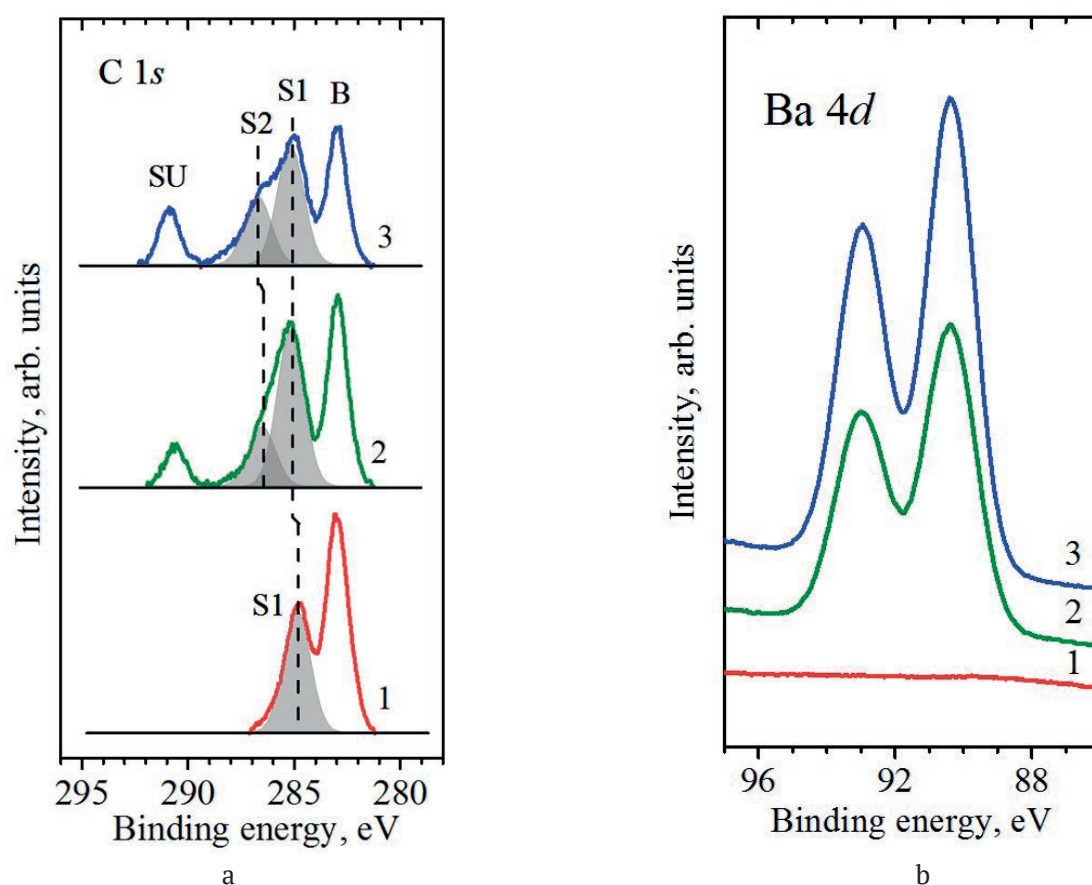 C 1s
SU
S2
S1
B
3
2
S1
1
Intensity, arb. units
295
290
285
280
Binding energy, eV
a
Ba 4d
3
2
1
Intensity, arb. units
96
92
88
Binding energy, eV
b